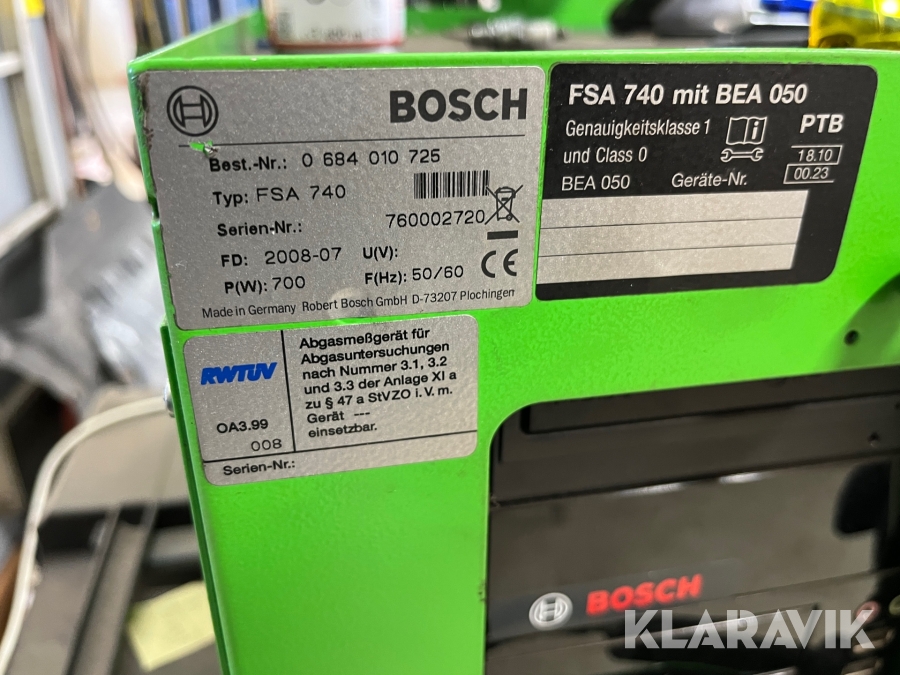 BOSCH
Best.-Nr.: 0 684 010 725
Typ: FSA 740
Serien-Nr.: 760002720
FD: 2008-07 U(V):
P(W): 700 F(Hz): 50/60
CE
Made in Germany Robert Bosch GmbH D-73207 Plochingen
FSA 740 mit BEA 050
Genauigkeitsklasse 1
und Class 0
PTB
18.10
00.23
BEA 050 Geräte-Nr.
RWTÜV
OA3.99
008
Abgasmeßgerät für
Abgasuntersuchungen
nach Nummer 3.1, 3.2
und 3.3 der Anlage XI a
zu § 47 a StVZO i. V. m.
Gerät ---
einsetzbar.
Serien-Nr.:
BOSCH
KLARAVIK